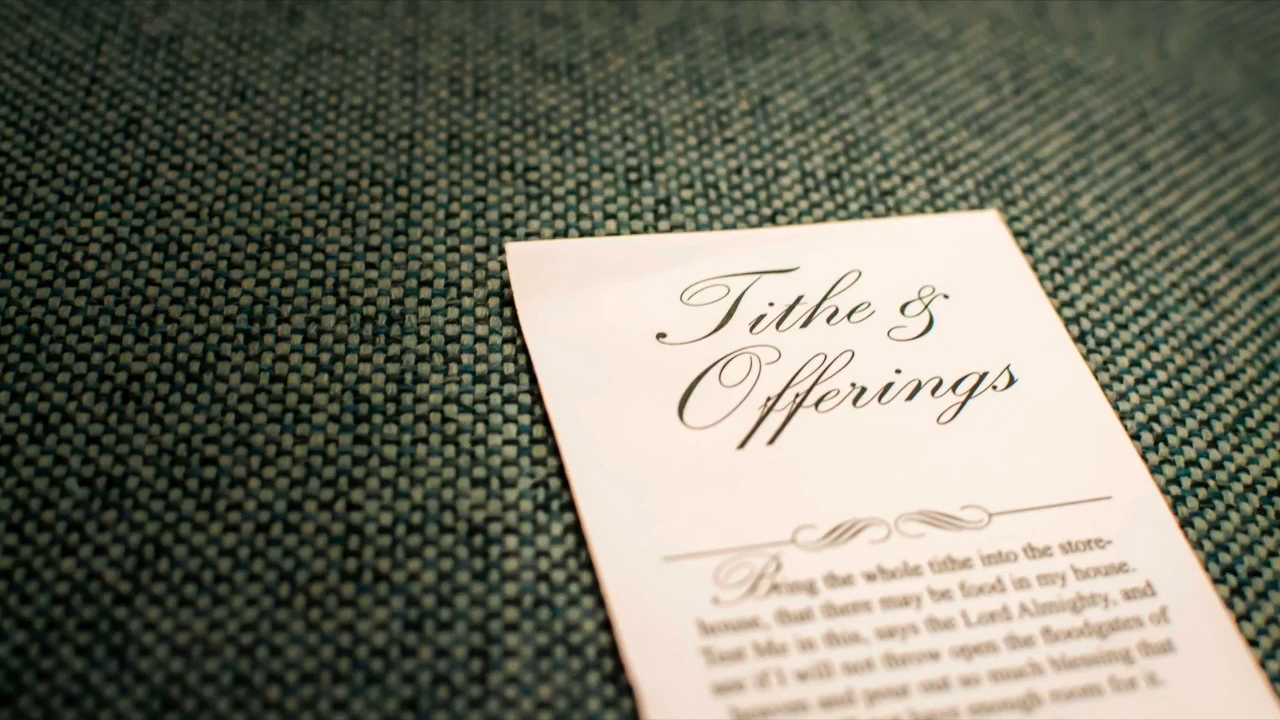 Tithe &
Offerings
Bring the whole tithe into the store-
house, that there may be food in my house.
Test Me in this, says the Lord Almighty, and
see if I will not throw open the floodgates of
heaven and pour out so much blessing that
not have enough room for it.